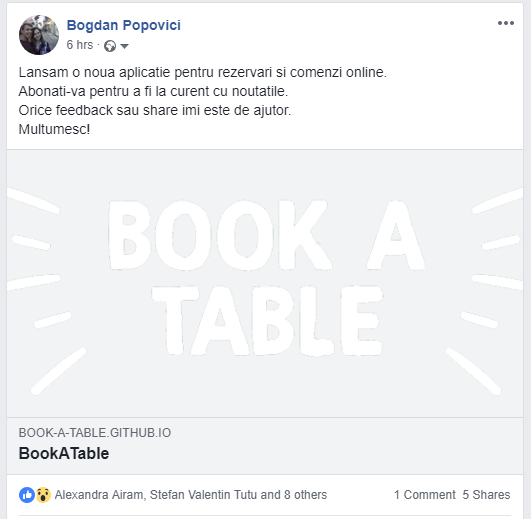 Bogdan Popovici
6 hrs ·
Lansam o noua aplicatie pentru rezervari si comenzi online.
Abonati-va pentru a fi la curent cu noutatile.
Orice feedback sau share imi este de ajutor.
Multumesc!
BOOK A
TABLE
BOOK-A-TABLE.GITHUB.IO
BookATable
Alexandra Airam, Stefan Valentin Tutu and 8 others 1 Comment 5 Shares